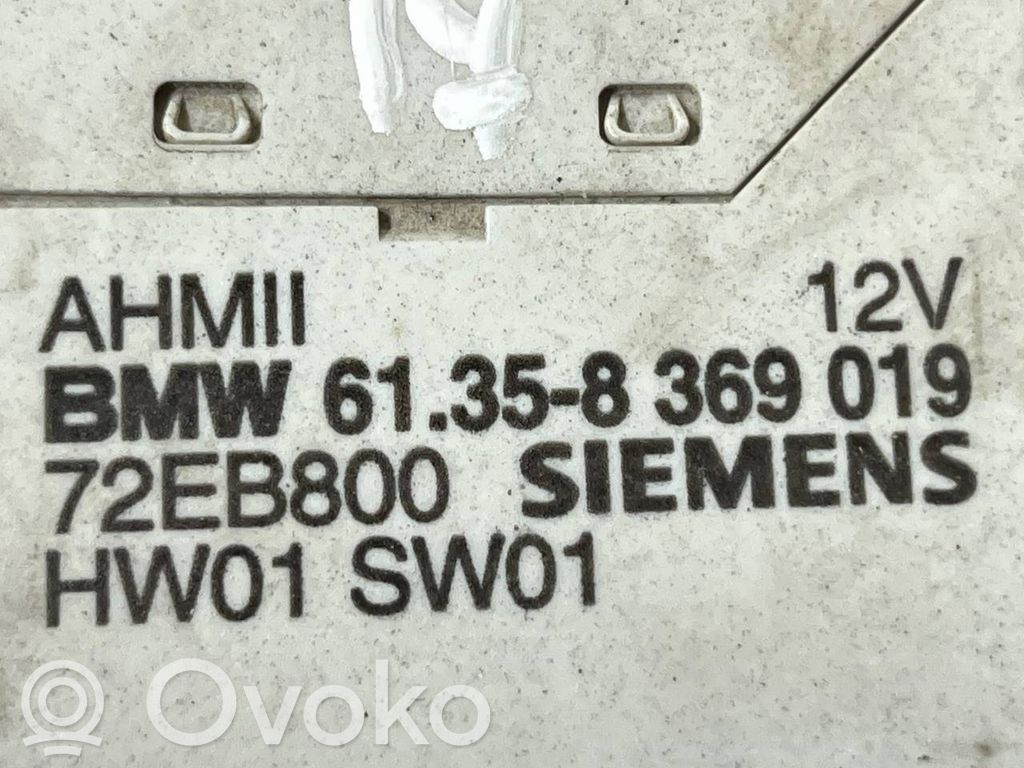 AHMII 12V
BMW 61.35-8 369 019
72EB800 SIEMENS
HW01 SW01
R Ovoko